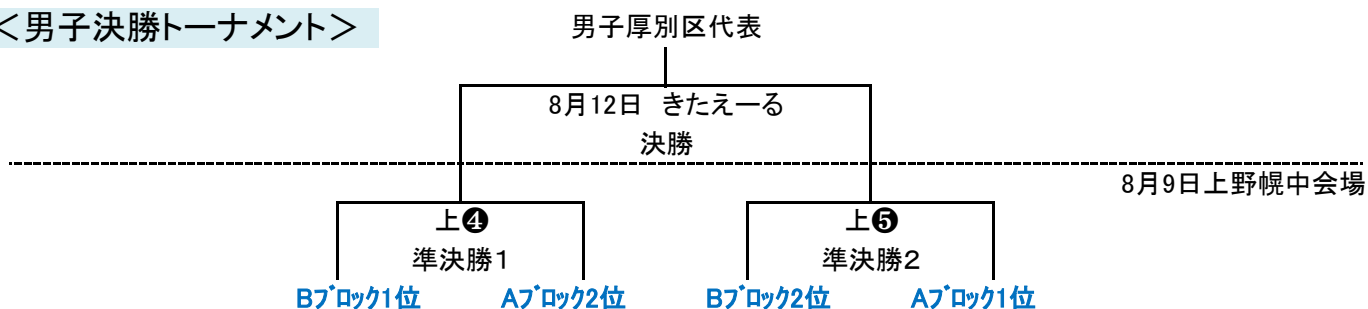 ＜男子決勝トーナメント＞
男子厚別区代表
8月12日　きたえーる
決勝
8月9日上野幌中会場
上❹
上❺
準決勝１
準決勝２
Bﾌﾞﾛｯｸ1位
Aﾌﾞﾛｯｸ2位
Bﾌﾞﾛｯｸ2位
Aﾌﾞﾛｯｸ1位